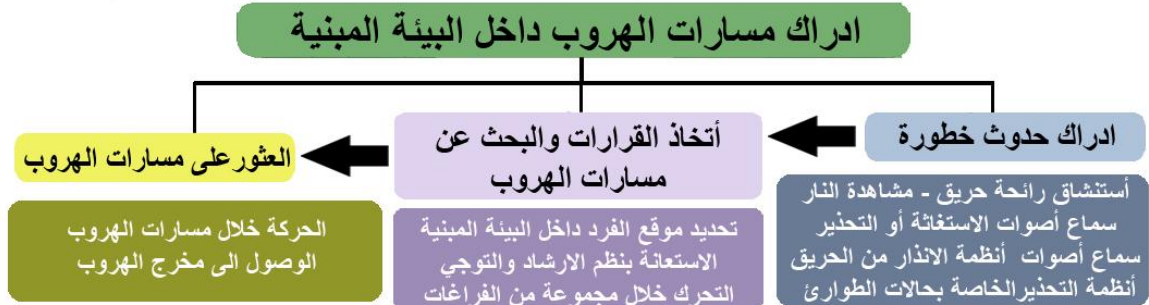 ادراك مسارات الهروب داخل البيئة المبنية
ادراك حدوث خطورة
أستنشاق رائحة حريق - مشاهدة النار
سماع أصوات الاستغاثة أو التحذير
سماع أصوات أنظمة الانذار من الحريق
أنظمة التحذيرالخاصة بحالات الطوارئ
أتخاذ القرارات والبحث عن
مسارات الهروب
تحديد موقع الفرد داخل البيئة المبنية
الاستعانة بنظم الارشاد والتوجي
التحرك خلال مجموعة من الفراغات
العثورعلى مسارات الهروب
الحركة خلال مسارات الهروب
الوصول الى مخرج الهروب